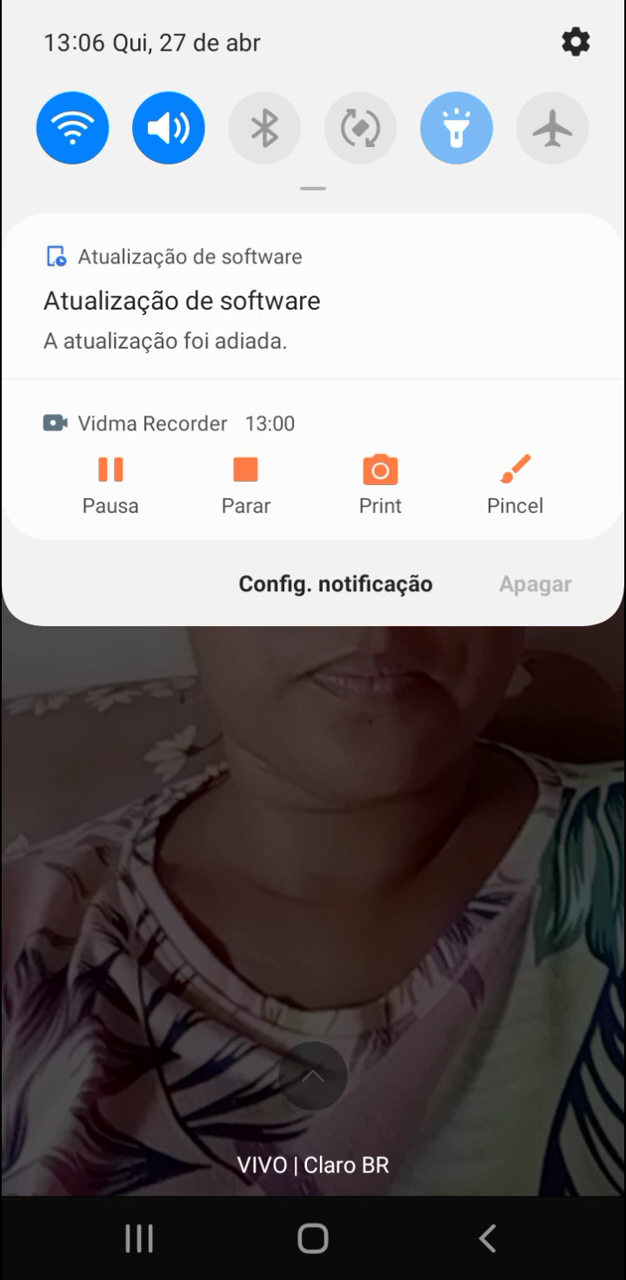 13:06 Qui, 27 de abr
Atualização de software
Atualização de software
A atualização foi adiada.
Vidma Recorder 13:00
Pausa Parar Print Pincel
Config. notificação Apagar
VIVO | Claro BR